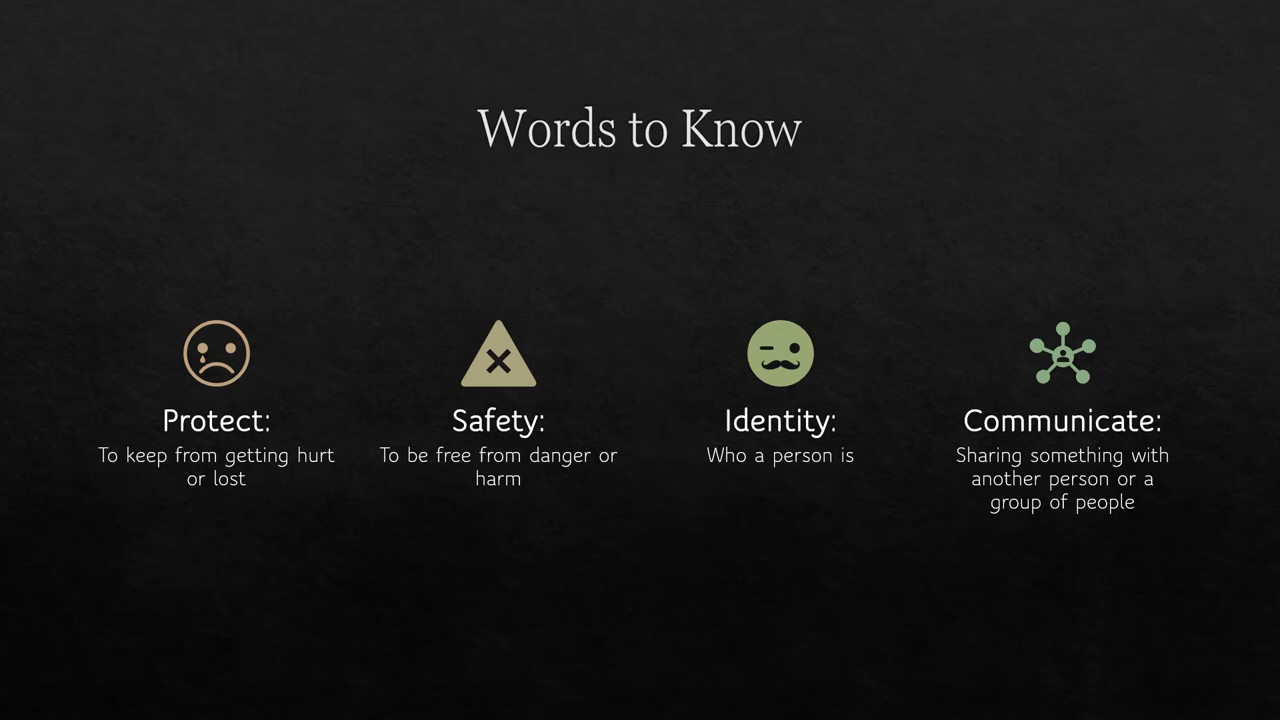 Words to Know
Protect:
To keep from getting hurt
or lost
Safety:
To be free from danger or
harm
Identity:
Who a person is
Communicate:
Sharing something with
another person or a
group of people